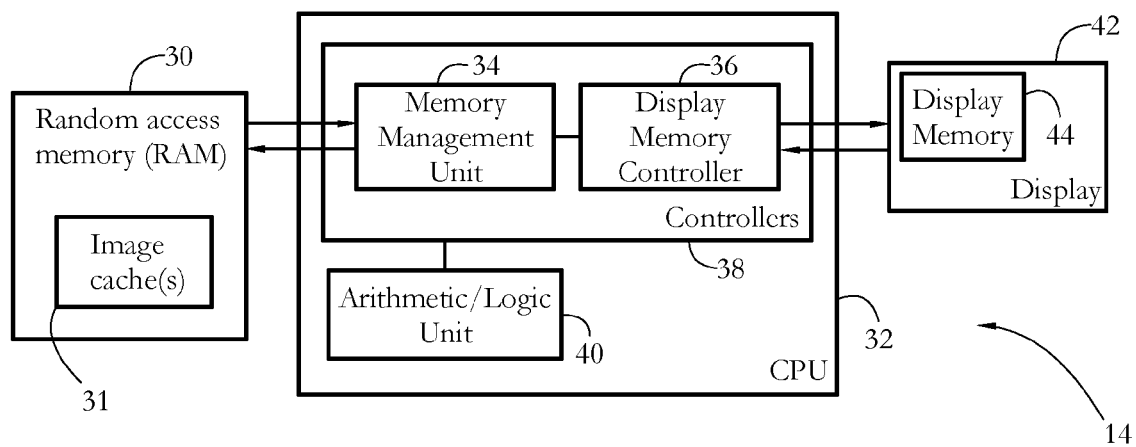 30
Random access
memory (RAM)
Image
cache(s)
31
34
Memory
Management
Unit
36
Display
Memory
Controller
Controllers
38
Arithmetic/Logic
Unit
40
CPU
32
42
Display
Memory
44
Display
14